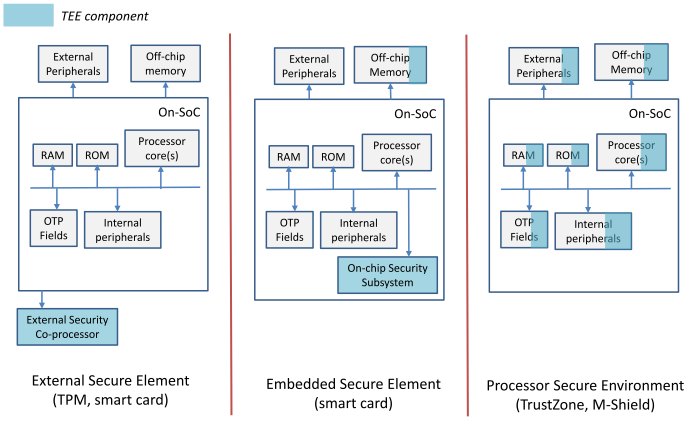 TEE component
External
Peripherals
Off-chip
memory
On-SoC
RAM
ROM
Processor
core(s)
OTP
Fields
Internal
peripherals
External Security
Co-processor
External Secure Element
(TPM, smart card)
External
Peripherals
Off-chip
Memory
On-SoC
RAM
ROM
Processor
core(s)
OTP
Fields
Internal
peripherals
On-chip Security
Subsystem
Embedded Secure Element
(smart card)
External
Peripherals
Off-chip
Memory
On-SoC
RAM
ROM
Processor
core(s)
OTP
Fields
Internal
peripherals
Processor Secure Environment
(TrustZone, M-Shield)